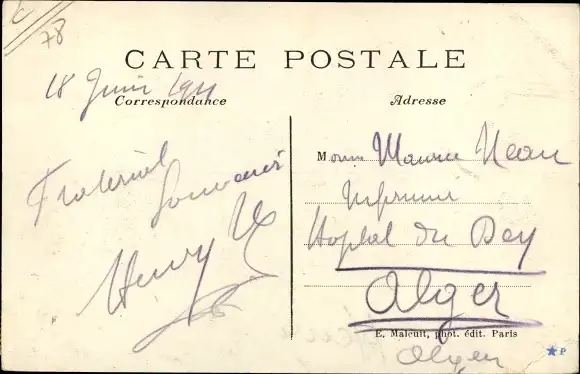 78
CARTE POSTALE
Correspondance
Adresse
18 Juin 1911
Fraternel
Souvenir
Henry
M
Maurice Neau
Infirmier
Hopital du Dey
Alger
E. Malcuit, phot. édit. Paris
Alger
P